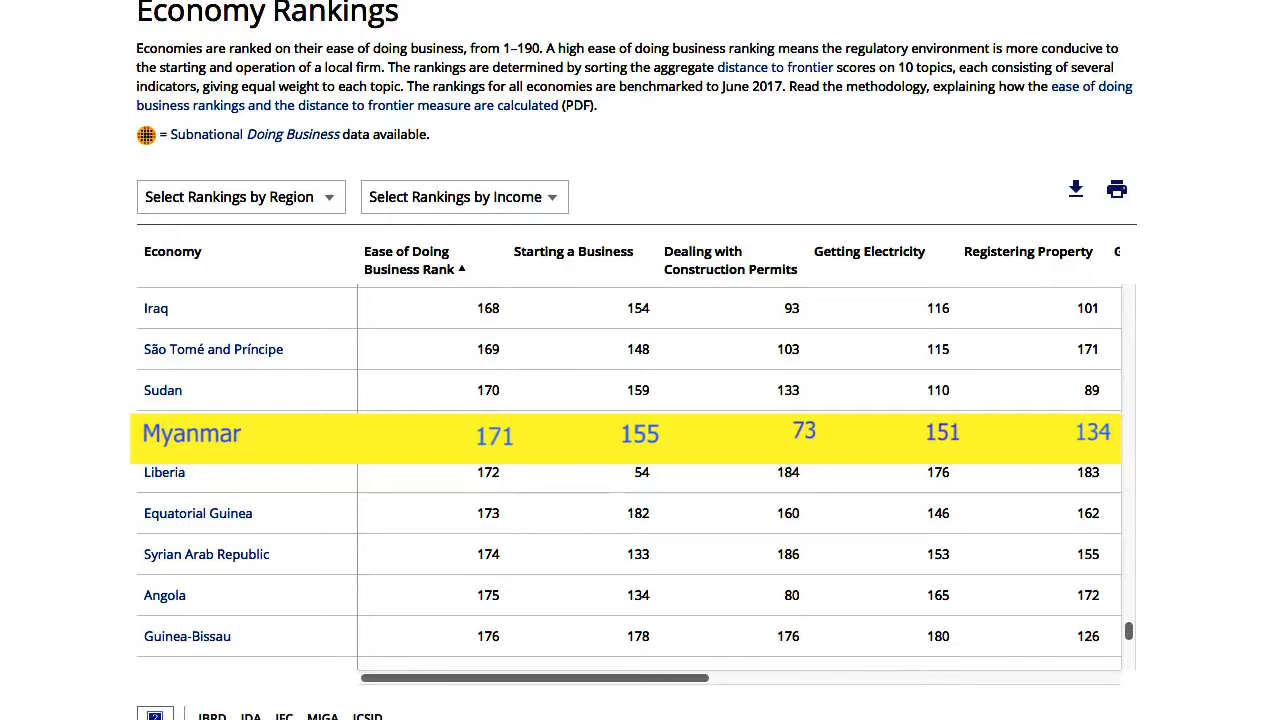 Economy Rankings
Economies are ranked on their ease of doing business, from 1–190. A high ease of doing business ranking means the regulatory environment is more conducive to
the starting and operation of a local firm. The rankings are determined by sorting the aggregate distance to frontier scores on 10 topics, each consisting of several
indicators, giving equal weight to each topic. The rankings for all economies are benchmarked to June 2017. Read the methodology, explaining how the ease of doing
business rankings and the distance to frontier measure are calculated (PDF).
= Subnational Doing Business data available.
Select Rankings by Region Select Rankings by Income
Economy Ease of Doing Business Rank Starting a Business Dealing with Construction Permits Getting Electricity Registering Property G
Iraq 168 154 93 116 101
São Tomé and Príncipe 169 148 103 115 171
Sudan 170 159 133 110 89
Myanmar 171 155 73 151 134
Liberia 172 54 184 176 183
Equatorial Guinea 173 182 160 146 162
Syrian Arab Republic 174 133 186 153 155
Angola 175 134 80 165 172
Guinea-Bissau 176 178 176 180 126
IBRD IDA IFC MIGA ICSID